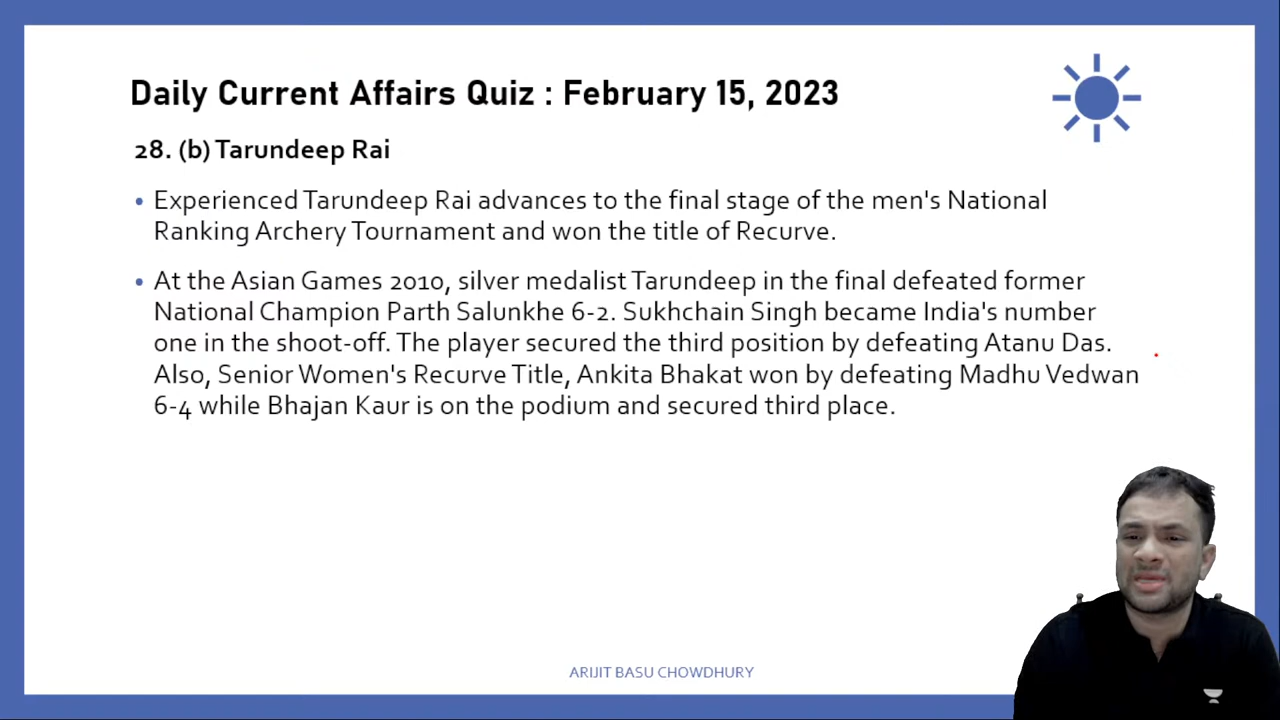 Daily Current Affairs Quiz : February 15, 2023
28. (b) Tarundeep Rai
• Experienced Tarundeep Rai advances to the final stage of the men's National
Ranking Archery Tournament and won the title of Recurve.
• At the Asian Games 2010, silver medalist Tarundeep in the final defeated former
National Champion Parth Salunkhe 6-2. Sukhchain Singh became India's number
one in the shoot-off. The player secured the third position by defeating Atanu Das.
Also, Senior Women's Recurve Title, Ankita Bhakat won by defeating Madhu Vedwan
6-4 while Bhajan Kaur is on the podium and secured third place.
ARIJIT BASU CHOWDHURY